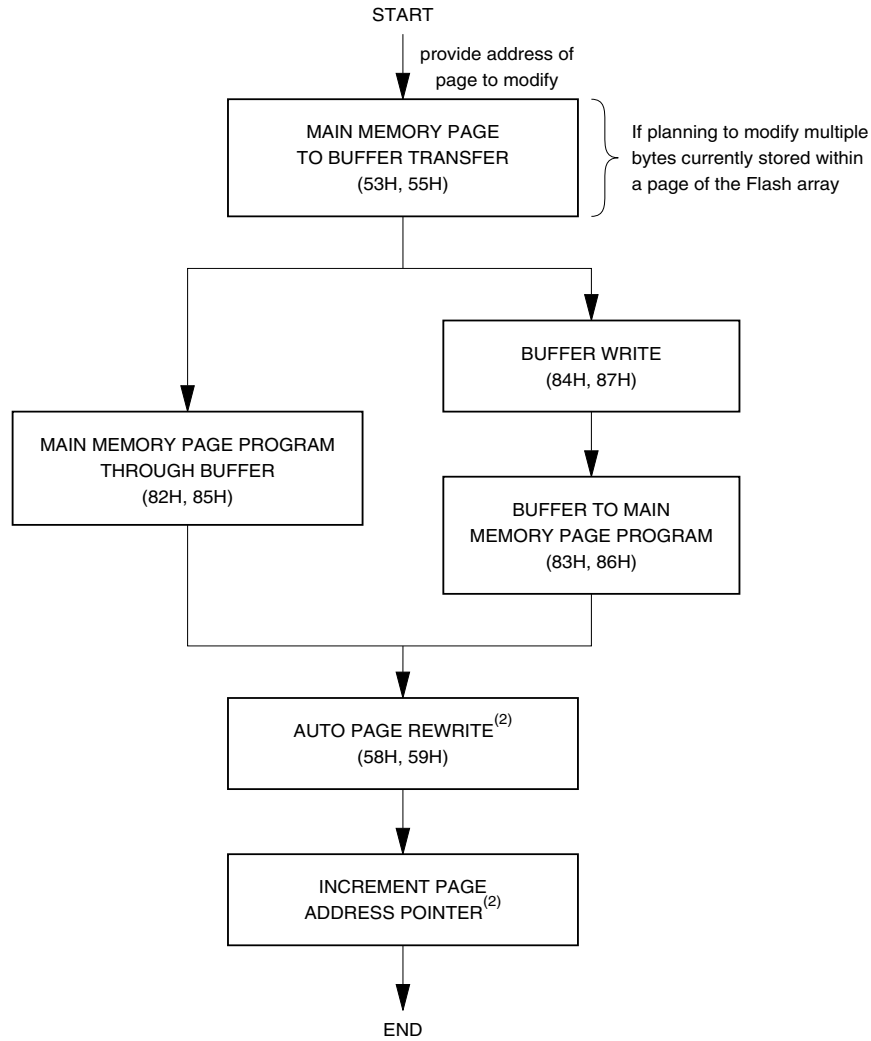 START
provide address of
page to modify
MAIN MEMORY PAGE
TO BUFFER TRANSFER
(53H, 55H)
If planning to modify multiple
bytes currently stored within
a page of the Flash array
BUFFER WRITE
(84H, 87H)
MAIN MEMORY PAGE PROGRAM
THROUGH BUFFER
(82H, 85H)
BUFFER TO MAIN
MEMORY PAGE PROGRAM
(83H, 86H)
AUTO PAGE REWRITE(2)
(58H, 59H)
INCREMENT PAGE
ADDRESS POINTER(2)
END